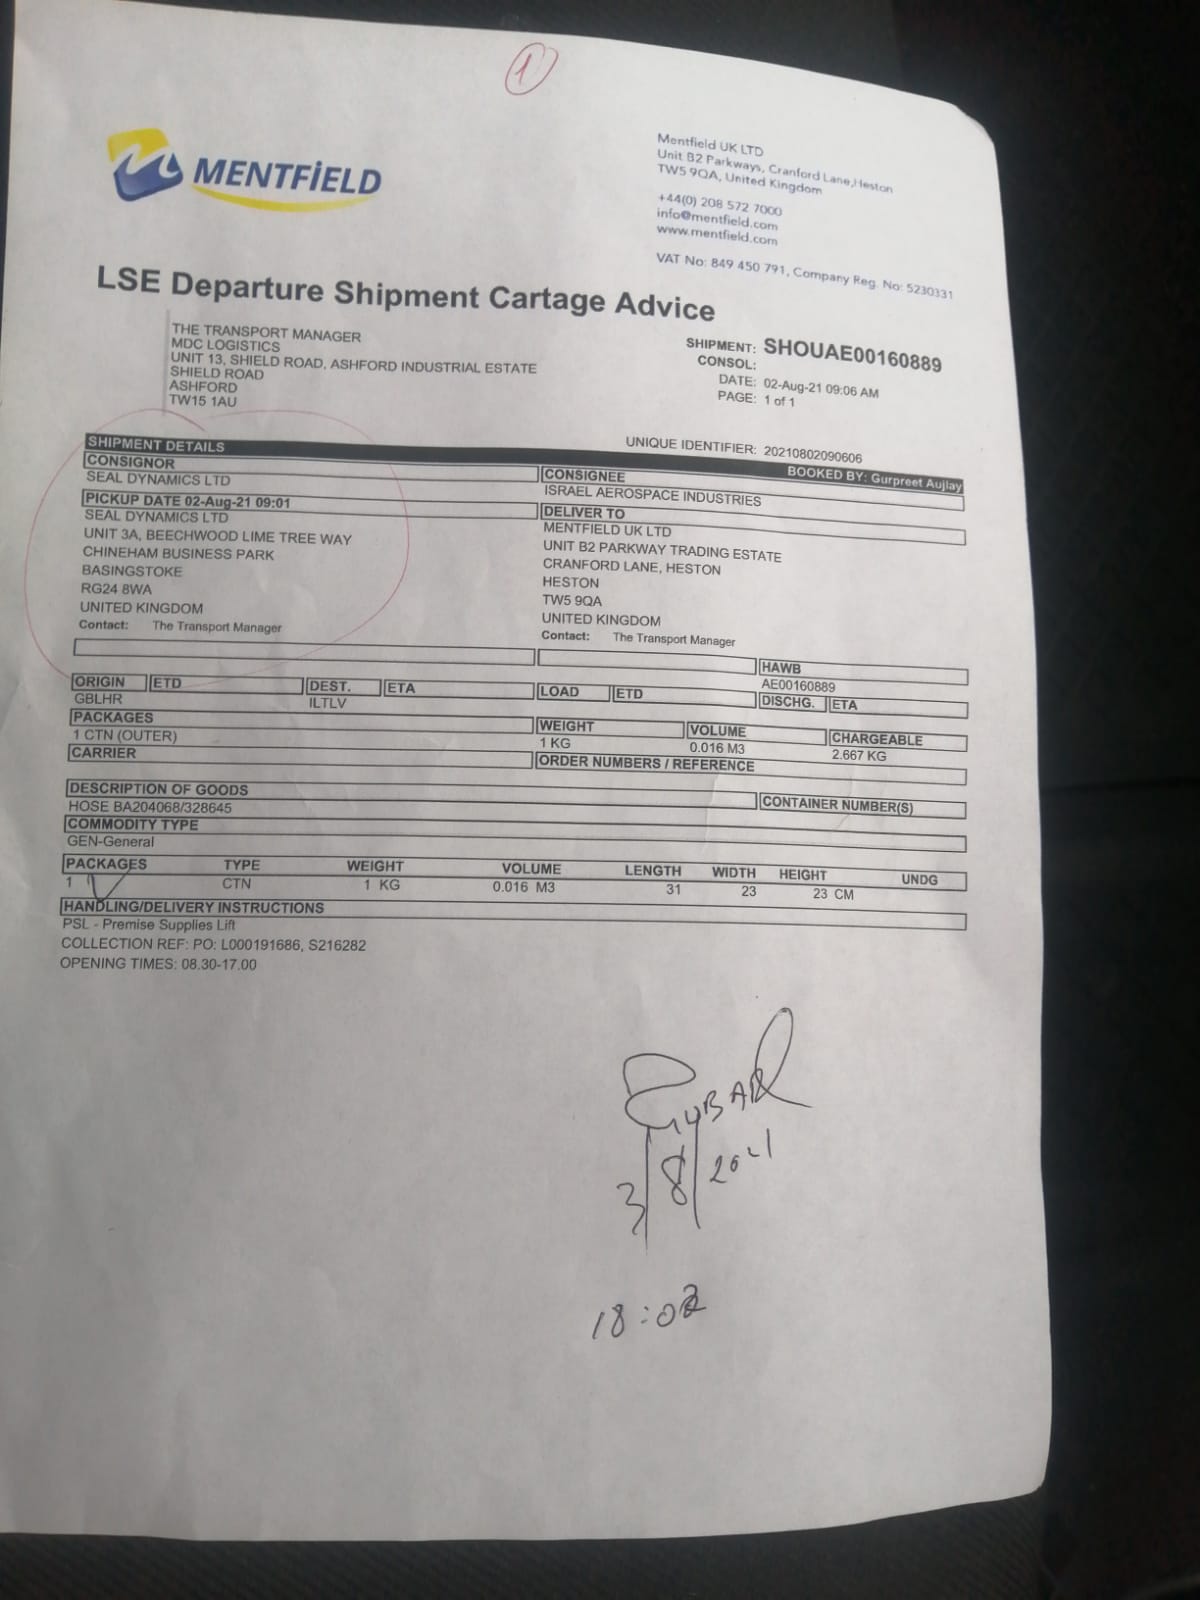 1
MENTFİELD
Mentfield UK LTD
Unit B2 Parkways, Cranford Lane,Heston
TW5 9QA, United Kingdom
+44(0) 208 572 7000
info@mentfield.com
www.mentfield.com
VAT No: 849 450 791, Company Reg. No: 5230331
LSE Departure Shipment Cartage Advice
THE TRANSPORT MANAGER
MDC LOGISTICS
UNIT 13, SHIELD ROAD, ASHFORD INDUSTRIAL ESTATE
SHIELD ROAD
ASHFORD
TW15 1AU
SHIPMENT: SHOUAE00160889
CONSOL:
DATE: 02-Aug-21 09:06 AM
PAGE: 1 of 1
UNIQUE IDENTIFIER: 20210802090606
SHIPMENT DETAILS BOOKED BY: Gurpreet Aujlay
CONSIGNOR
SEAL DYNAMICS LTD
PICKUP DATE 02-Aug-21 09:01
SEAL DYNAMICS LTD
UNIT 3A, BEECHWOOD LIME TREE WAY
CHINEHAM BUSINESS PARK
BASINGSTOKE
RG24 8WA
UNITED KINGDOM
Contact: The Transport Manager
CONSIGNEE
ISRAEL AEROSPACE INDUSTRIES
DELIVER TO
MENTFIELD UK LTD
UNIT B2 PARKWAY TRADING ESTATE
CRANFORD LANE, HESTON
HESTON
TW5 9QA
UNITED KINGDOM
Contact: The Transport Manager
HAWB
AE00160889
ORIGIN ETD DEST. ETA LOAD ETD DISCHG. ETA
GBLHR ILTLV
PACKAGES WEIGHT VOLUME CHARGEABLE
1 CTN (OUTER) 1 KG 0.016 M3 2.667 KG
CARRIER ORDER NUMBERS / REFERENCE
DESCRIPTION OF GOODS CONTAINER NUMBER(S)
HOSE BA204068/328645
COMMODITY TYPE
GEN-General
PACKAGES TYPE WEIGHT VOLUME LENGTH WIDTH HEIGHT UNDG
1 CTN 1 KG 0.016 M3 31 23 23 CM
HANDLING/DELIVERY INSTRUCTIONS
PSL - Premise Supplies Lift
COLLECTION REF: PO: L000191686, S216282
OPENING TIMES: 08.30-17.00
3/8/2021